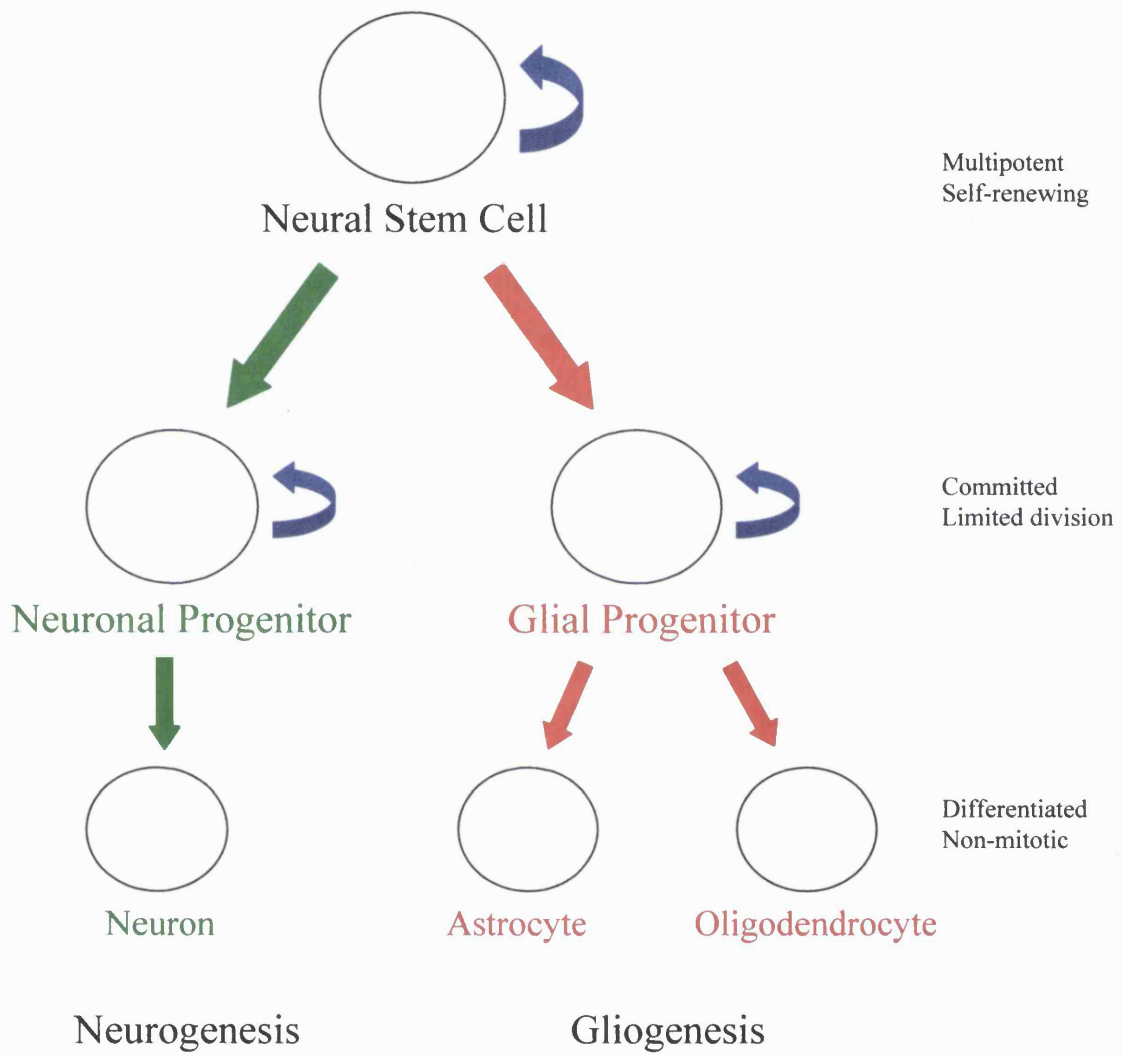 Multipotent
Self-renewing
Neural Stem Cell
Committed
Limited division
Neuronal Progenitor
Glial Progenitor
Differentiated
Non-mitotic
Neuron
Astrocyte
Oligodendrocyte
Neurogenesis
Gliogenesis